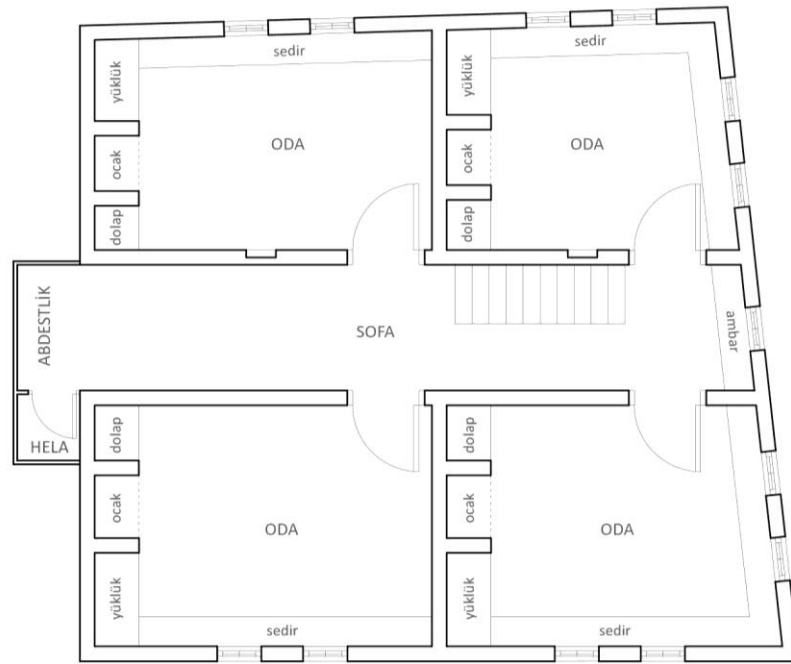 sedir
sedir
yüklük
yüklük
ODA
ODA
ocak
ocak
dolap
dolap
ABDESTLİK
SOFA
ambar
HELA
dolap
dolap
ocak
ocak
ODA
ODA
yüklük
yüklük
sedir
sedir